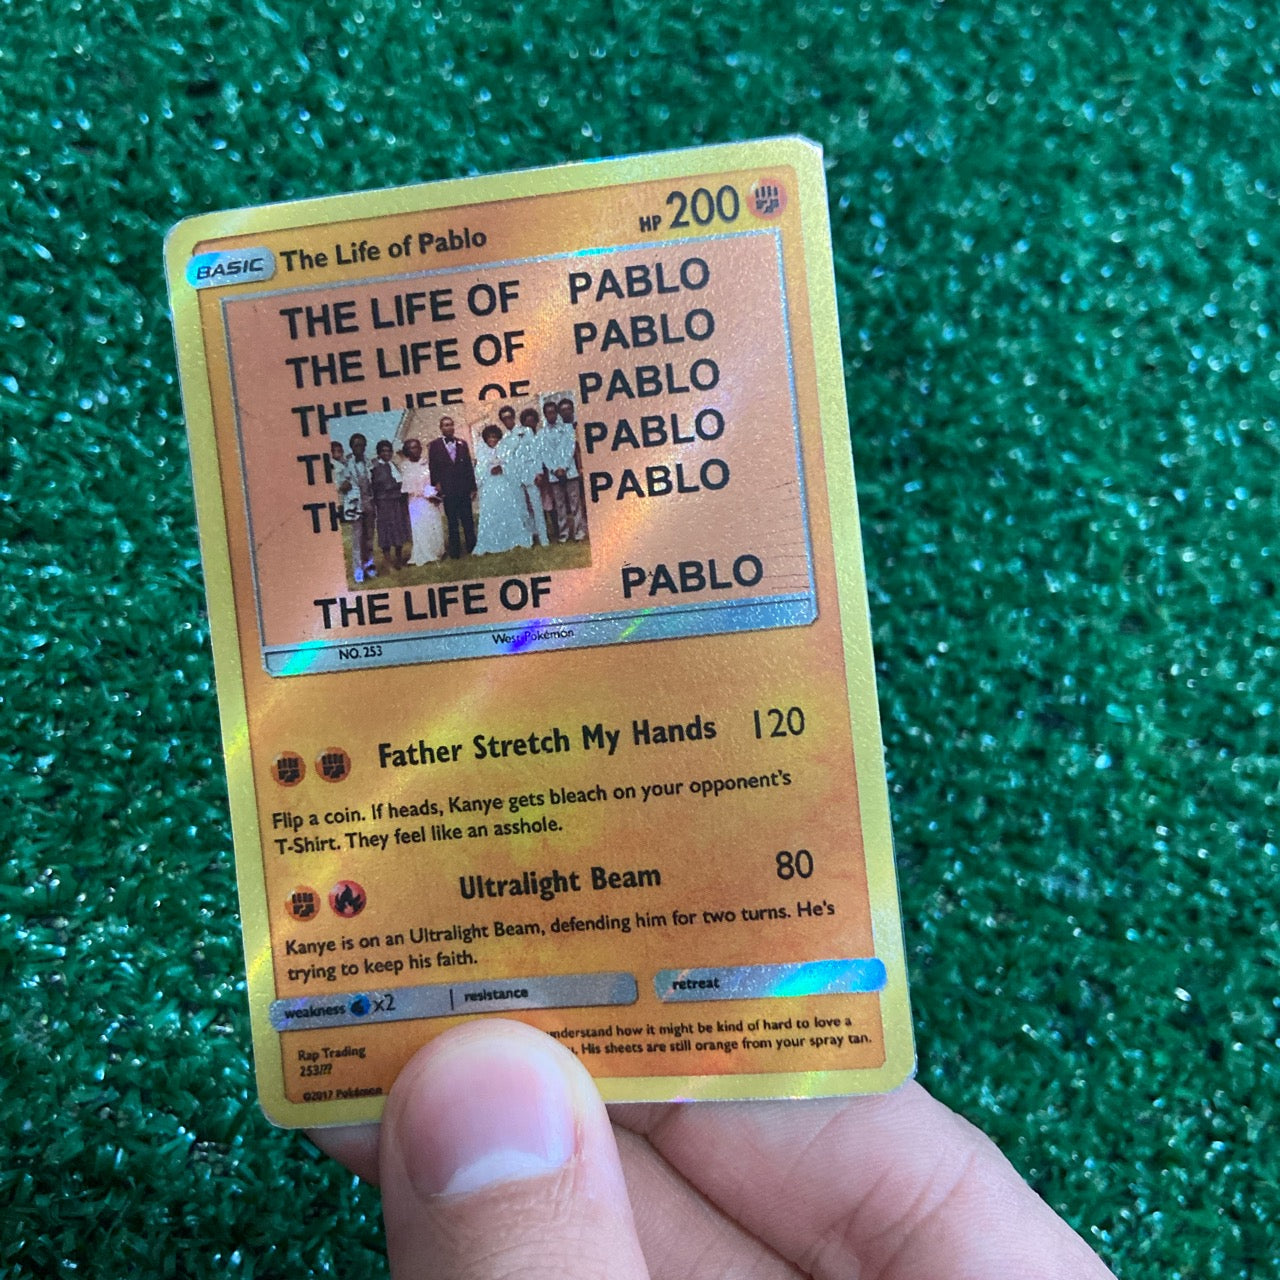 BASIC The Life of Pablo HP 200
THE LIFE OF PABLO
THE LIFE OF PABLO
THE LIFE OF PABLO
PABLO
PABLO
THE LIFE OF PABLO
NO. 253 West Pokémon
Father Stretch My Hands 120
Flip a coin. If heads, Kanye gets bleach on your opponent's
T-Shirt. They feel like an asshole.
Ultralight Beam 80
Kanye is on an Ultralight Beam, defending him for two turns. He's
trying to keep his faith.
weakness x2 | resistance retreat
how it might be kind of hard to love a
His sheets are still orange from your spray tan.
Rap Trading
253/??
©2017 Pokémon